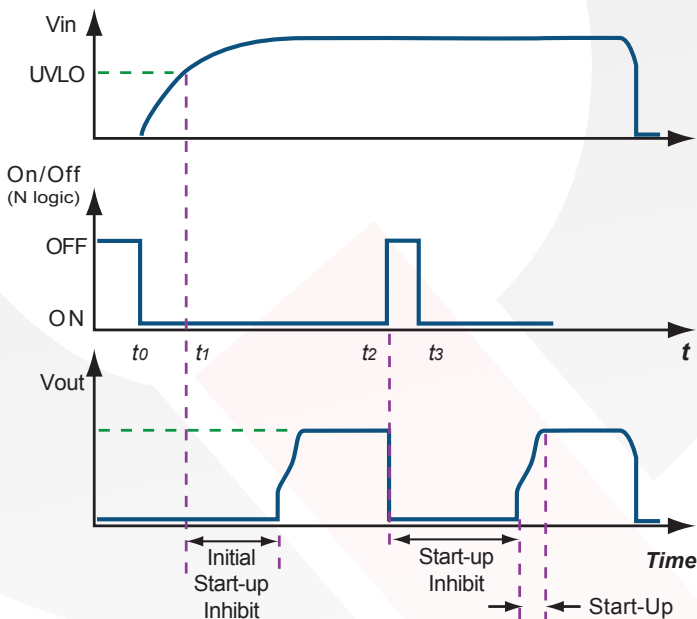 Vin
UVLO
On/Off
(N logic)
OFF
ON
t0
t1
t2
t3
t
Vout
Time
Initial
Start-up
Inhibit
Start-up
Inhibit
Start-Up